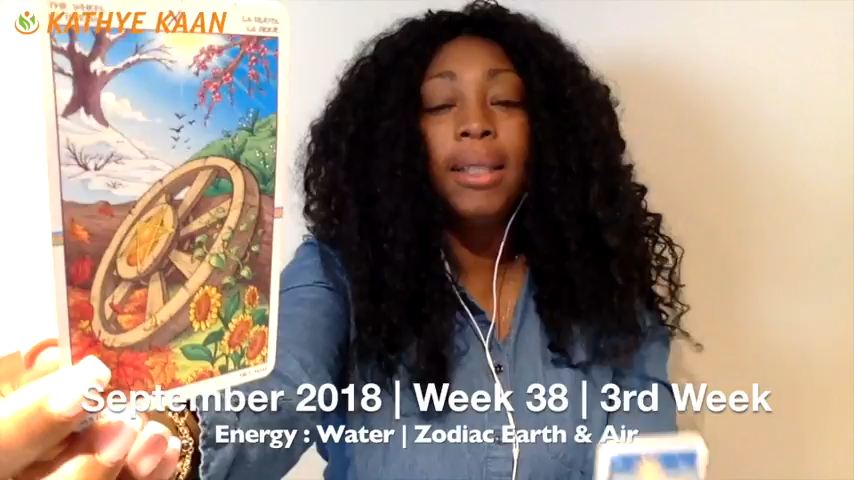 KATHYE KAAN
THE WHEEL
X
LA RUEDA
LA ROUE
September 2018 | Week 38 | 3rd Week
Energy : Water | Zodiac Earth & Air